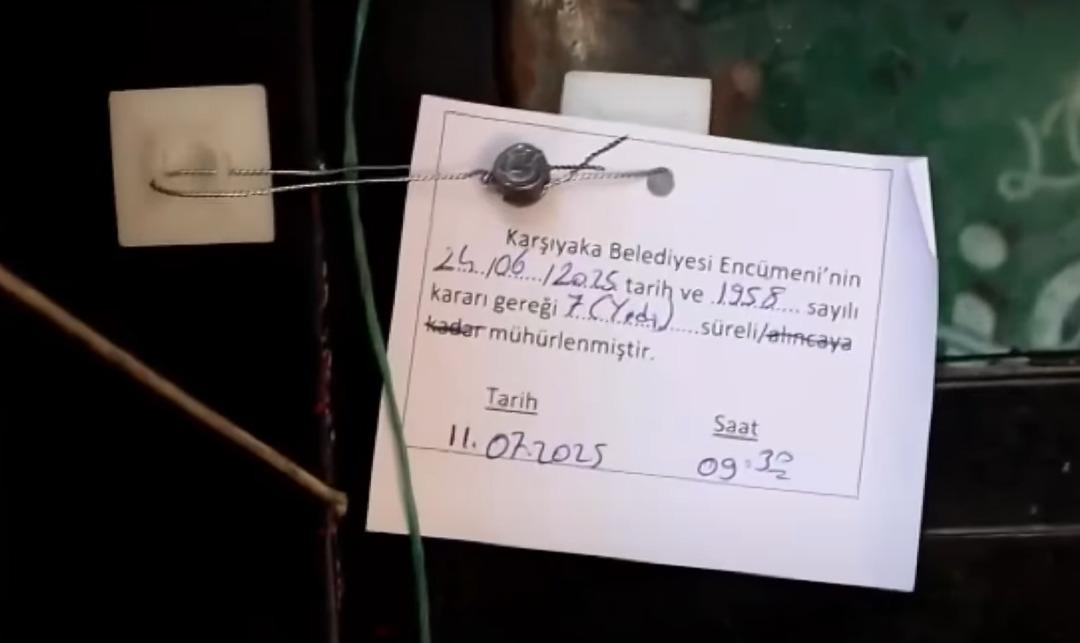 Karşıyaka Belediyesi Encümeni'nin
24../06.../2025 tarih ve .1958.... sayılı
kararı gereği 7 (Yedi).....süreli/alıncaya
kadar mühürlenmiştir.
Tarih Saat
11.07.2025 09:30